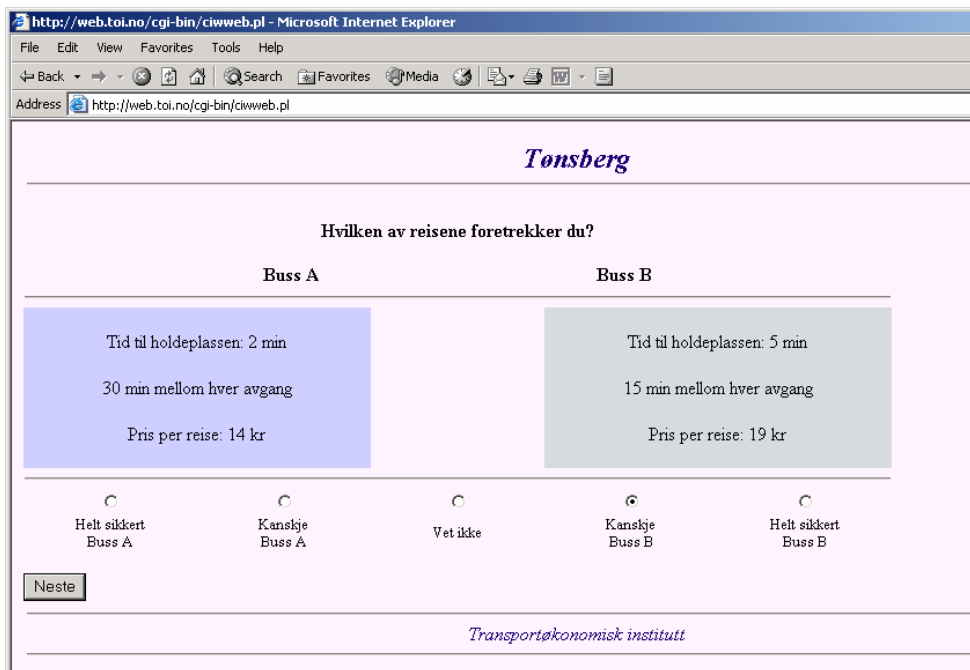 http://web.toi.no/cgi-bin/ciwweb.pl - Microsoft Internet Explorer
File Edit View Favorites Tools Help
Back Search Favorites Media
Address http://web.toi.no/cgi-bin/ciwweb.pl
Tønsberg
Hvilken av reisene foretrekker du?
Buss A Buss B
Tid til holdeplassen: 2 min Tid til holdeplassen: 5 min
30 min mellom hver avgang 15 min mellom hver avgang
Pris per reise: 14 kr Pris per reise: 19 kr
Helt sikkert Kanskje Vet ikke Kanskje Helt sikkert
Buss A Buss A Buss B Buss B
Neste
Transportøkonomisk institutt